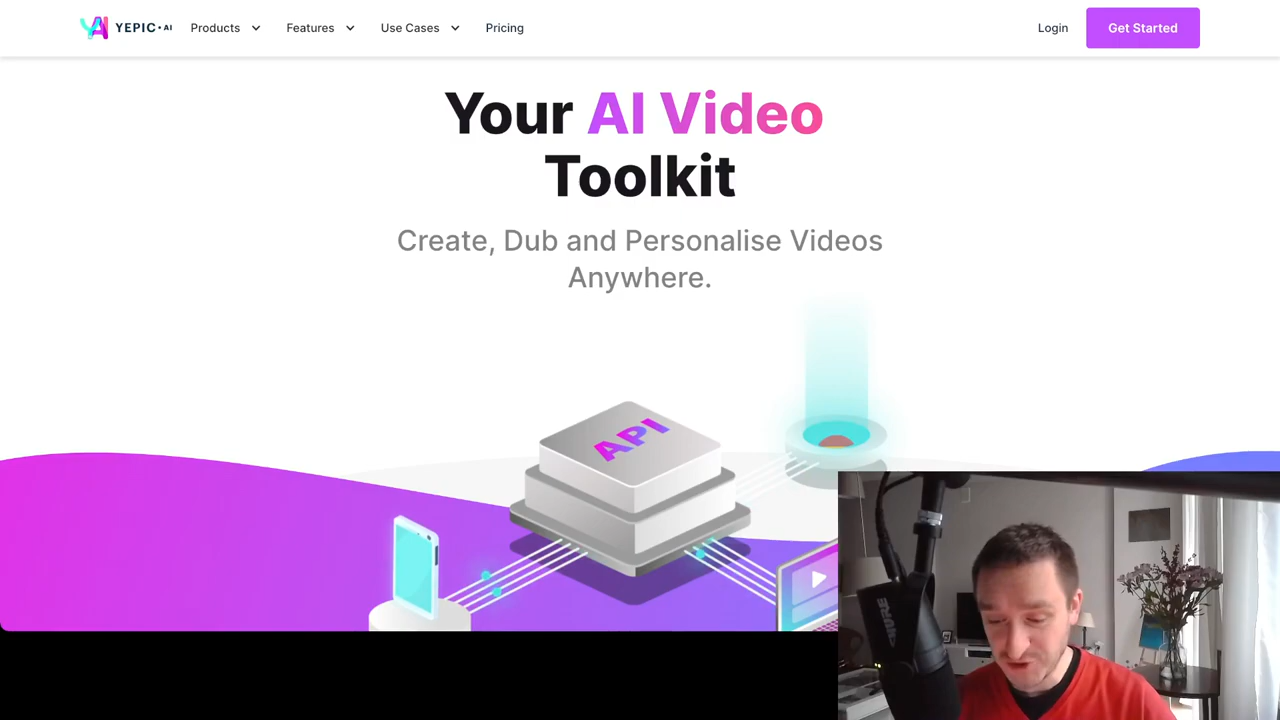 YEPIC·AI Products Features Use Cases Pricing Login Get Started
Your AI Video
Toolkit
Create, Dub and Personalise Videos
Anywhere.
API
SHURE